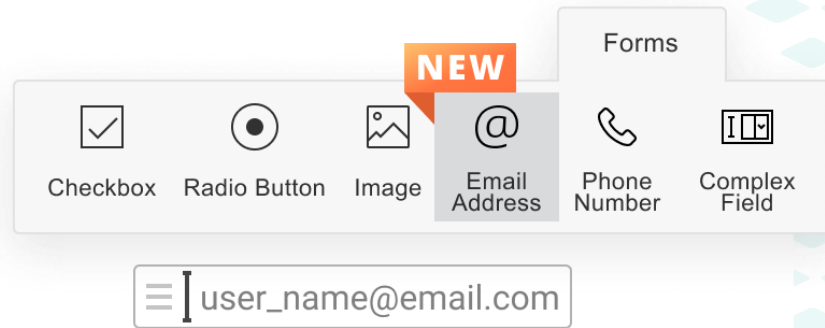 Forms
NEW
@
Checkbox
Radio Button
Image
Email
Address
Phone
Number
Complex
Field
user_name@email.com